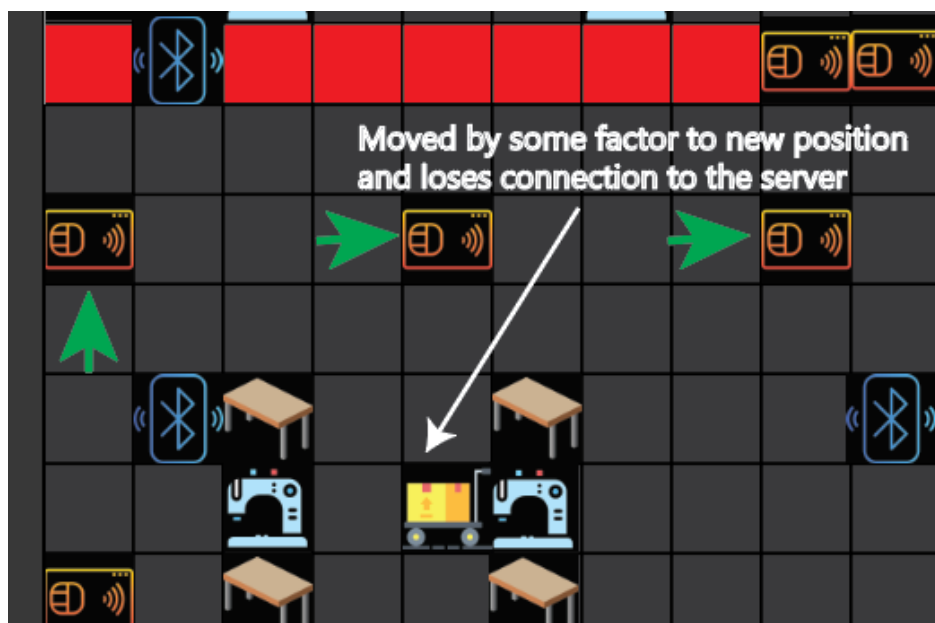 Moved by some factor to new position
and loses connection to the server